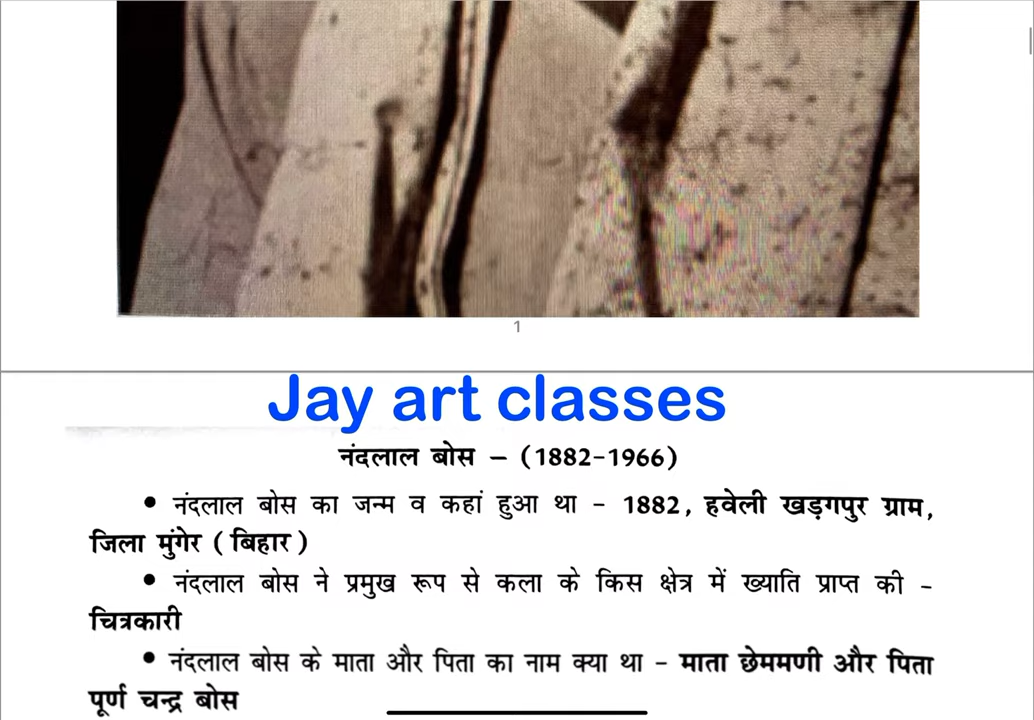 1
Jay art classes
नंदलाल बोस – (1882-1966)
• नंदलाल बोस का जन्म व कहां हुआ था - 1882, हवेली खड़गपुर ग्राम,
जिला मुंगेर ( बिहार )
• नंदलाल बोस ने प्रमुख रूप से कला के किस क्षेत्र में ख्याति प्राप्त की -
चित्रकारी
• नंदलाल बोस के माता और पिता का नाम क्या था - माता छेममणी और पिता
पूर्ण चन्द्र बोस